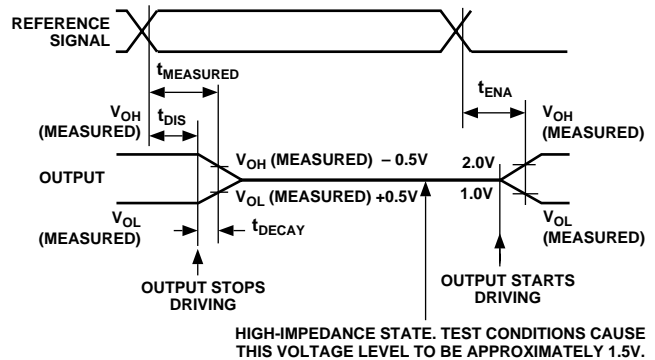 REFERENCE
SIGNAL
tMEASURED
tENA
VOH
(MEASURED)
tDIS
VOH
(MEASURED)
VOH (MEASURED) – 0.5V
2.0V
OUTPUT
VOL (MEASURED) +0.5V
1.0V
VOL
(MEASURED)
tDECAY
VOL
(MEASURED)
OUTPUT STOPS
DRIVING
OUTPUT STARTS
DRIVING
HIGH-IMPEDANCE STATE. TEST CONDITIONS CAUSE
THIS VOLTAGE LEVEL TO BE APPROXIMATELY 1.5V.